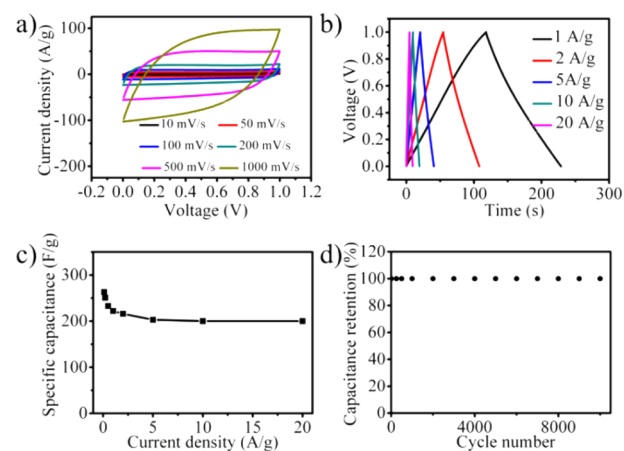 a)
Current density (A/g)
100
0
-100
-200
10 mV/s
50 mV/s
100 mV/s
200 mV/s
500 mV/s
1000 mV/s
-0.2 0.0 0.2 0.4 0.6 0.8 1.0 1.2
Voltage (V)
b)
Voltage (V)
1.0
0.8
0.6
0.4
0.2
0.0
1 A/g
2 A/g
5A/g
10 A/g
20 A/g
0 100 200 300
Time (s)
c)
Specific capacitance (F/g)
300
200
100
0
0 5 10 15 20
Current density (A/g)
d)
Capacitance retention (%)
120
100
80
60
40
20
0
0 4000 8000
Cycle number